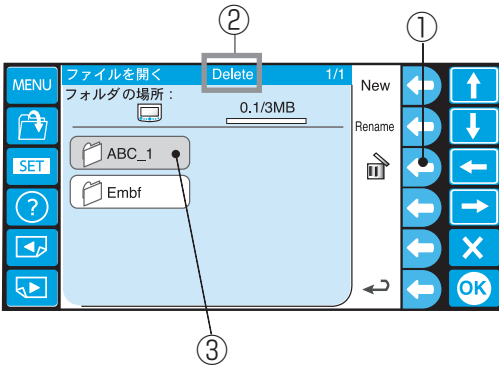 ② ①
MENU ファイルを開く Delete 1/1 New
フォルダの場所：
0.1/3MB
Rename
ABC_1
SET
Embf
?
X
OK
③